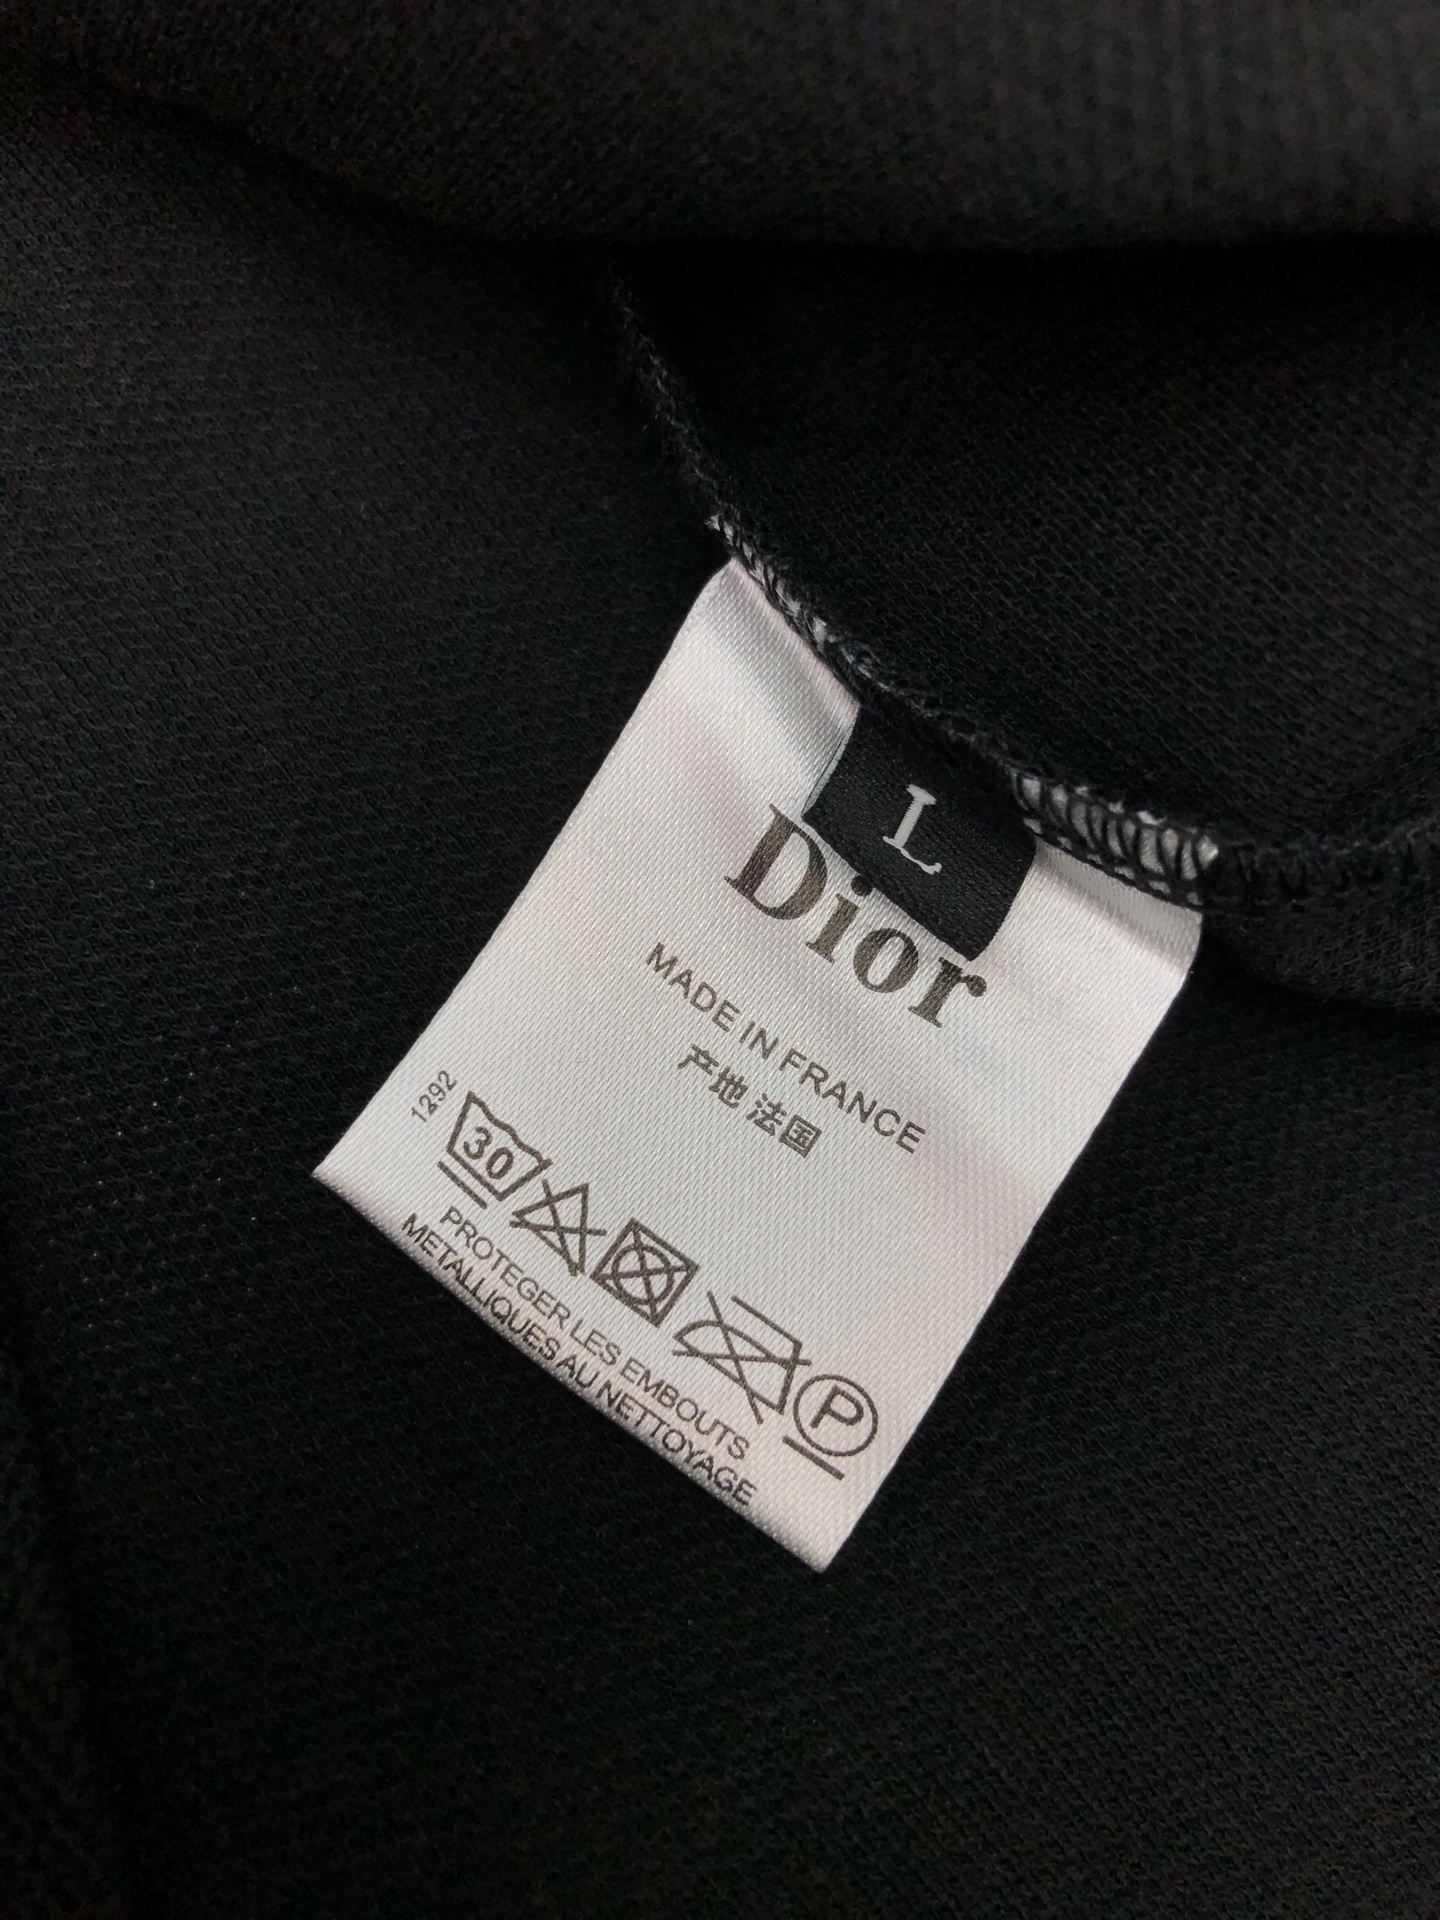 L
Dior
MADE IN FRANCE
产地 法国
1292
30
P
PROTEGER LES EMBOUTS
METALLIQUES AU NETTOYAGE